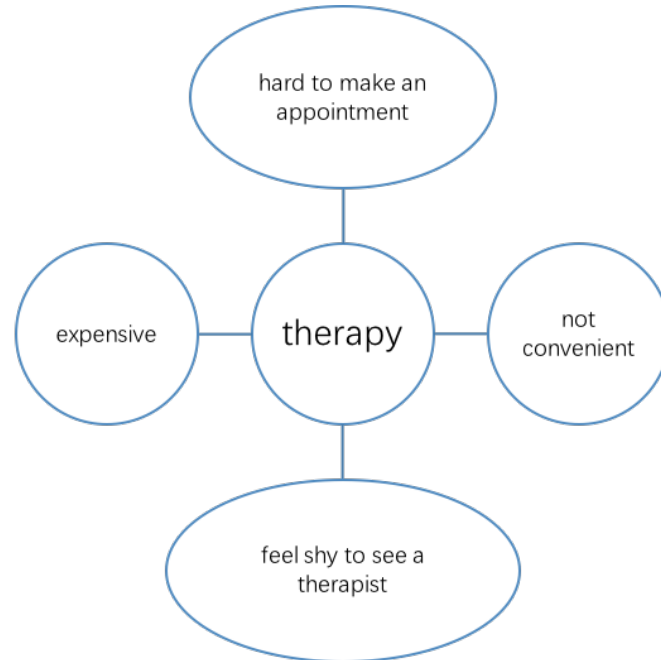 hard to make an
appointment
expensive
therapy
not
convenient
feel shy to see a
therapist